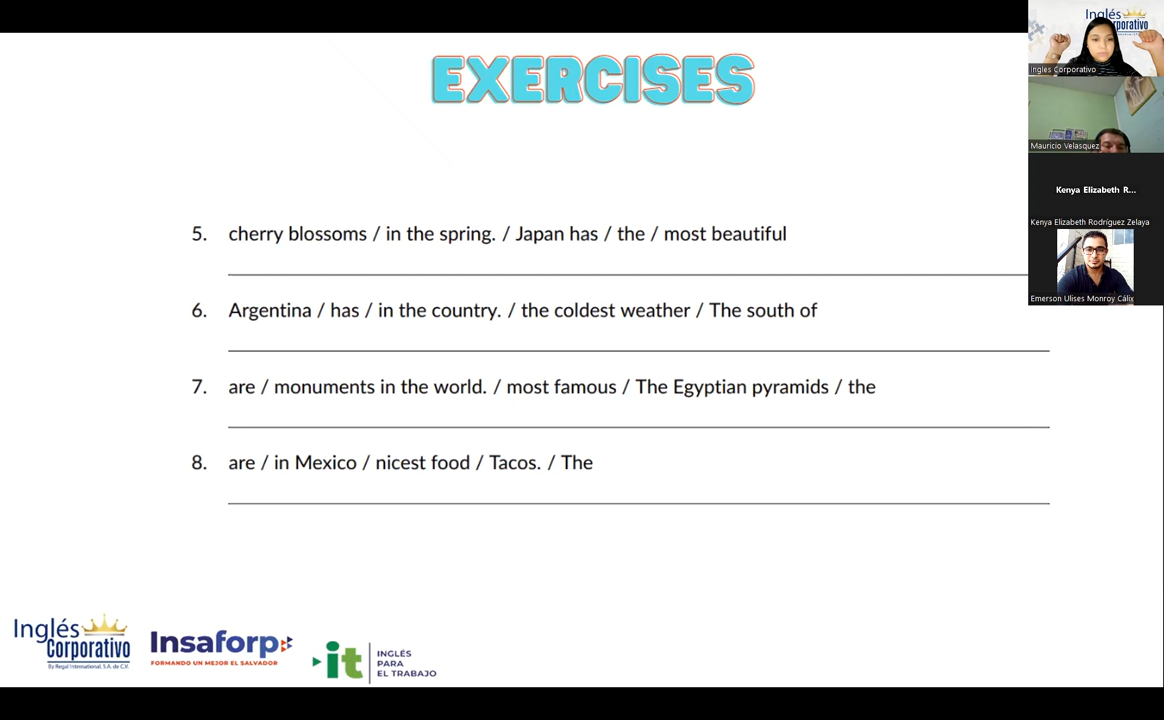 EXERCISES
5. cherry blossoms / in the spring. / Japan has / the / most beautiful
6. Argentina / has / in the country. / the coldest weather / The south of
7. are / monuments in the world. / most famous / The Egyptian pyramids / the
8. are / in Mexico / nicest food / Tacos. / The
Inglés
Corporativo
By Regal International, S.A. de C.V.
Insaforp
FORMANDO UN MEJOR EL SALVADOR
it
INGLÉS
PARA
EL TRABAJO
Inglés
Ingles Corporativo
Mauricio Velasquez
Kenya Elizabeth R...
Kenya Elizabeth Rodríguez Zelaya
Emerson Ulises Monroy Cálix